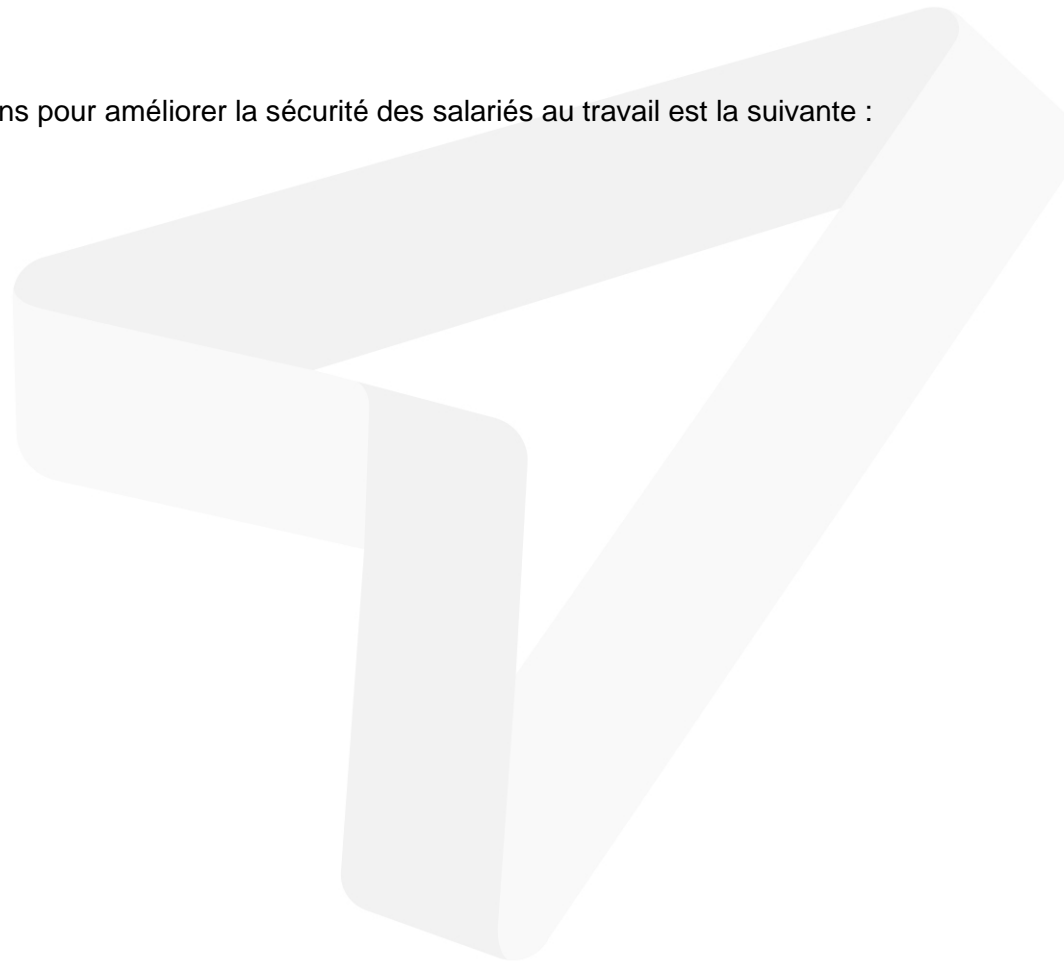 ns pour améliorer la sécurité des salariés au travail est la suivante :